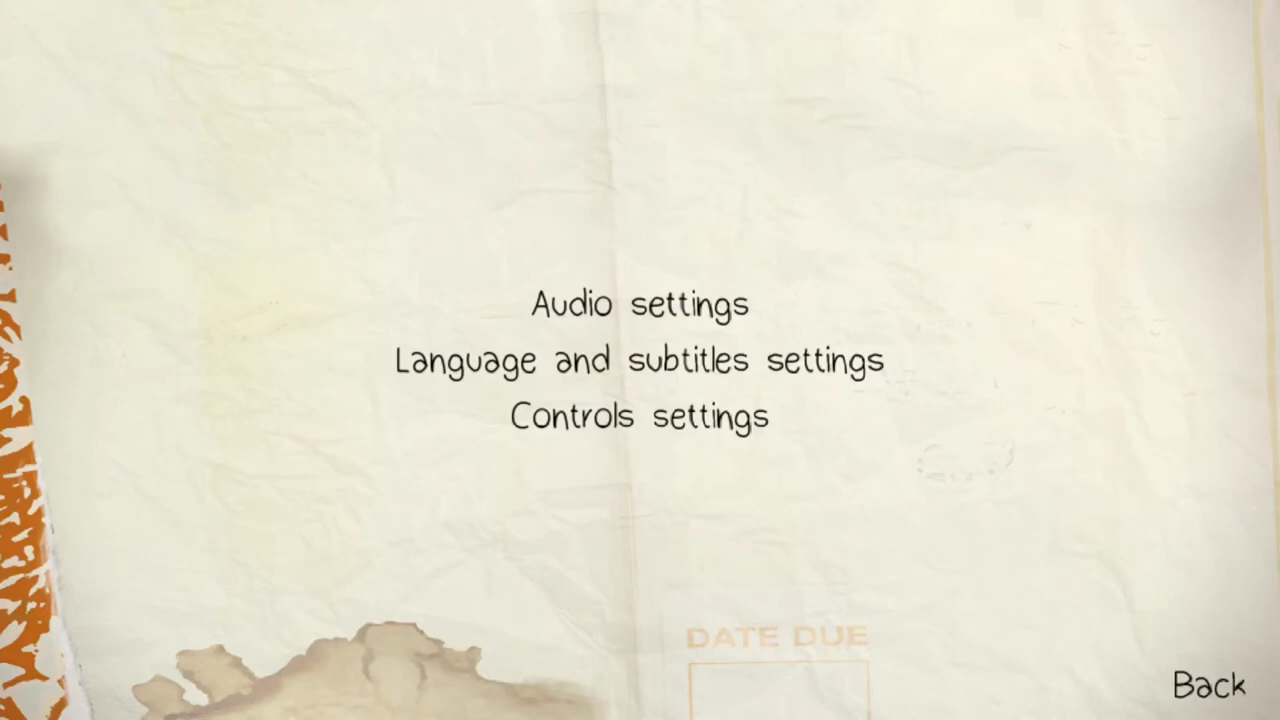 Audio settings
Language and subtitles settings
Controls settings
DATE DUE
Back